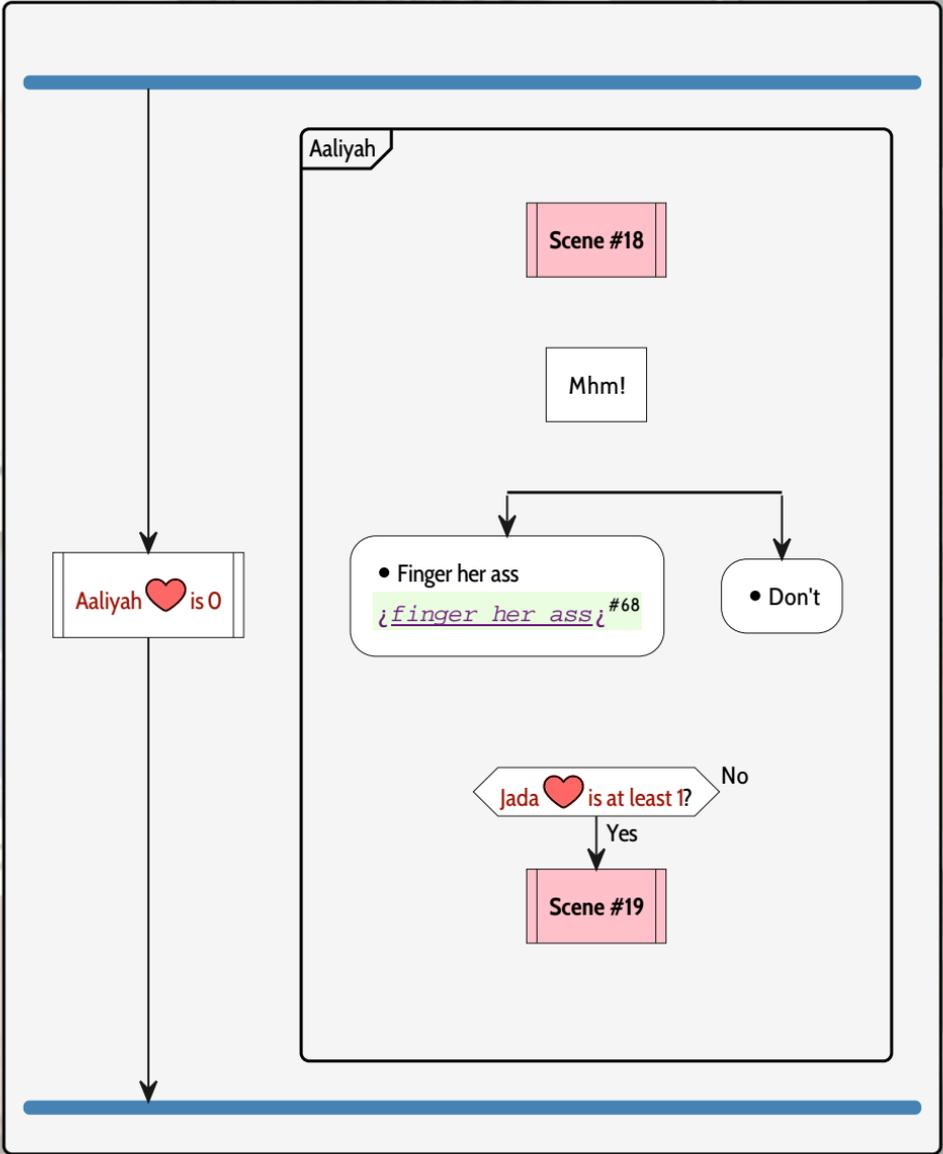 Aaliyah
Scene #18
Mhm!
• Finger her ass
¿finger her ass¿#68
• Don't
Aaliyah ❤ is 0
Jada ❤ is at least 1?
No
Yes
Scene #19